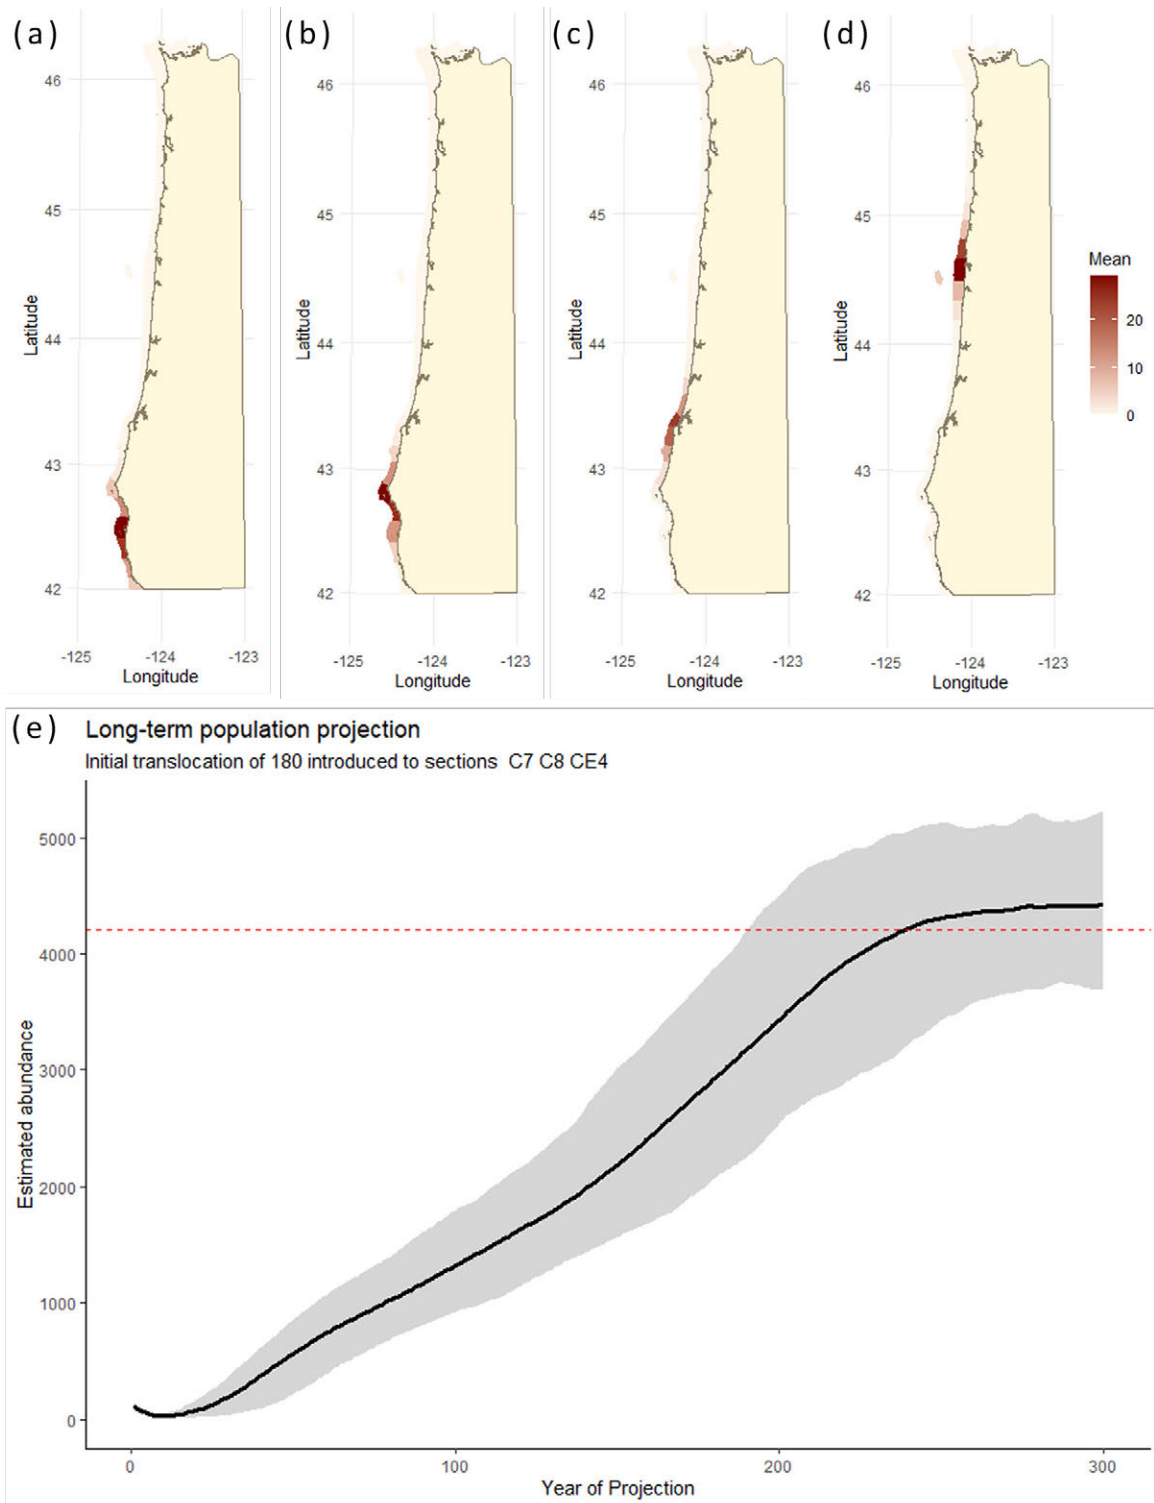 (a)
(b)
(c)
(d)
46
45
44
43
42
Latitude
-125
-124
-123
Longitude
46
45
44
43
42
Latitude
-125
-124
-123
Longitude
46
45
44
43
42
Latitude
-125
-124
-123
Longitude
46
45
44
43
42
Latitude
-125
-124
-123
Longitude
Mean
20
10
0
(e)
Long-term population projection
Initial translocation of 180 introduced to sections C7 C8 CE4
Estimated abundance
5000
4000
3000
2000
1000
0
0
100
200
300
Year of Projection